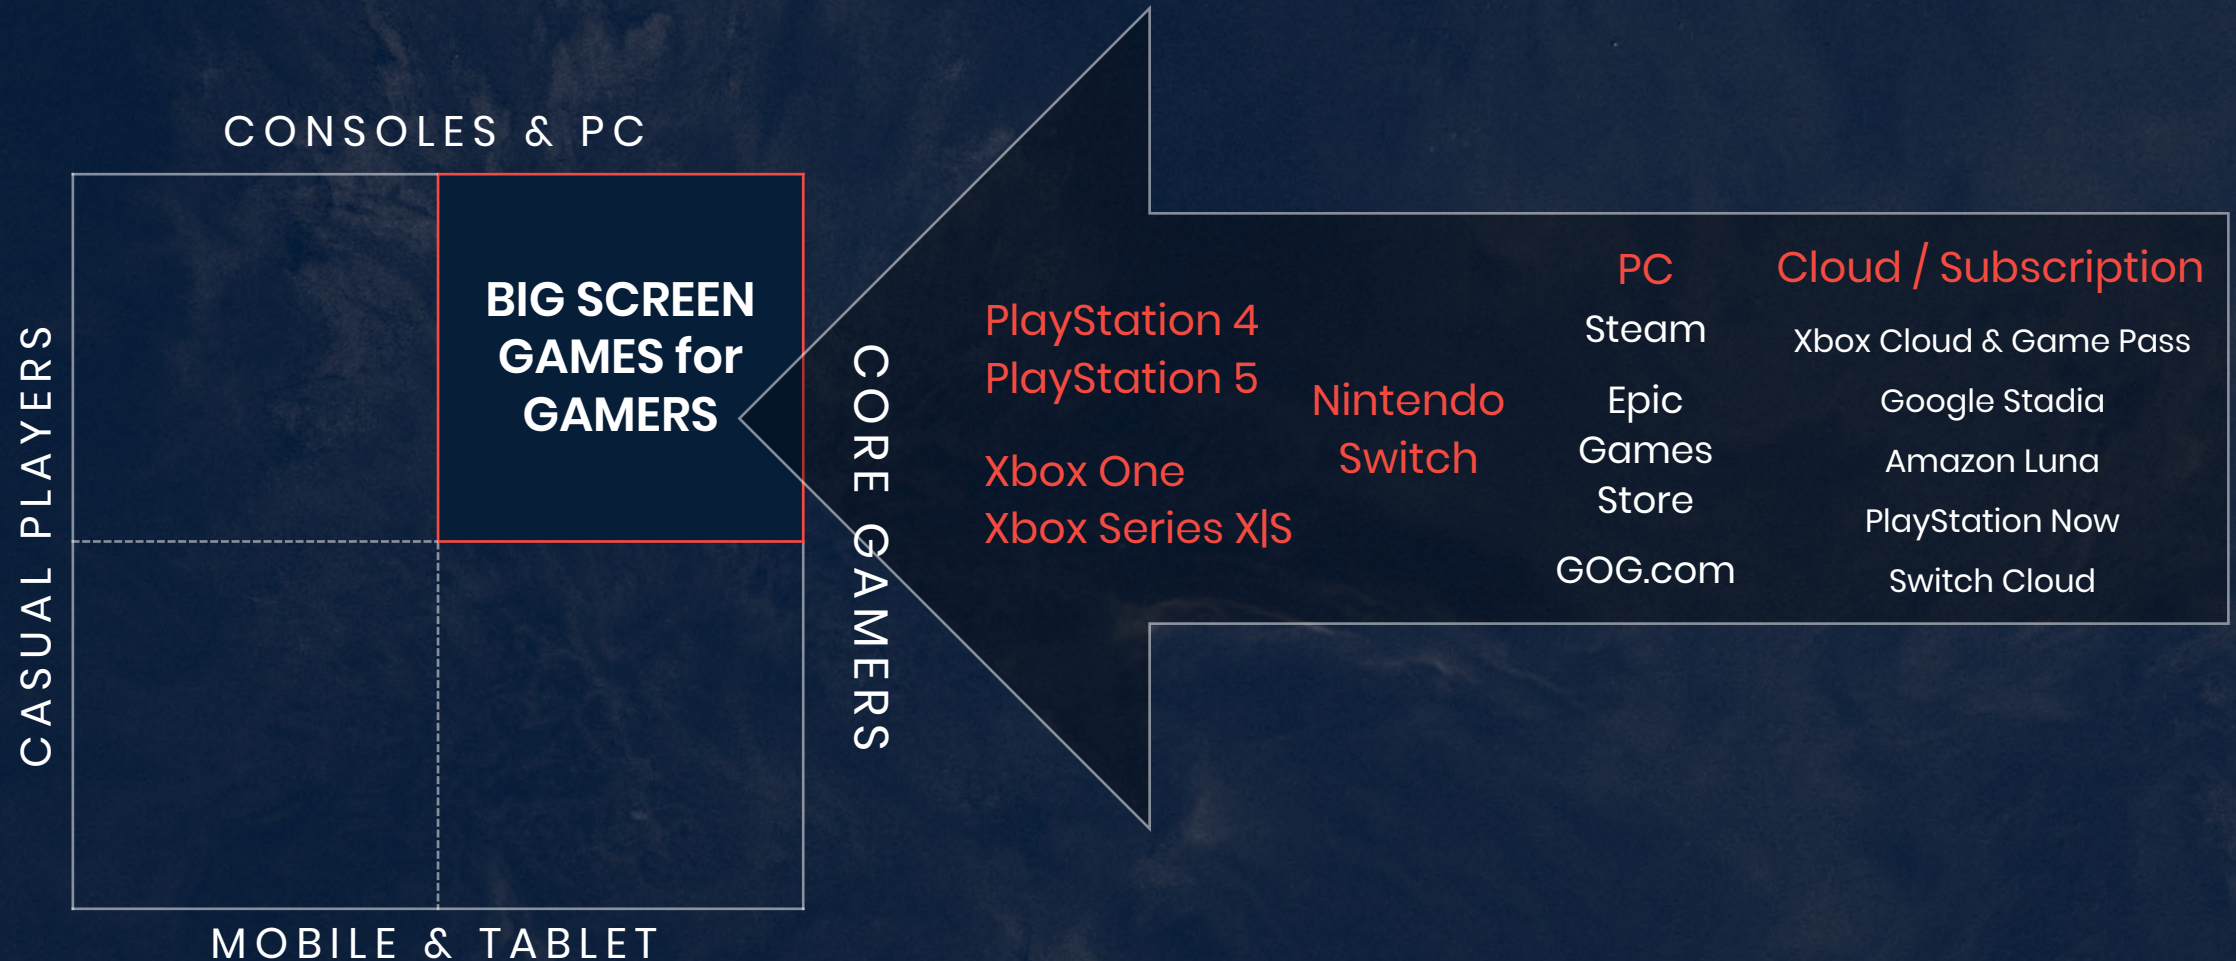 CONSOLES & PC
CASUAL PLAYERS
BIG SCREEN
GAMES for
GAMERS
CORE GAMERS
MOBILE & TABLET
PlayStation 4
PlayStation 5
Xbox One
Xbox Series X|S
Nintendo
Switch
PC
Steam
Epic
Games
Store
GOG.com
Cloud / Subscription
Xbox Cloud & Game Pass
Google Stadia
Amazon Luna
PlayStation Now
Switch Cloud